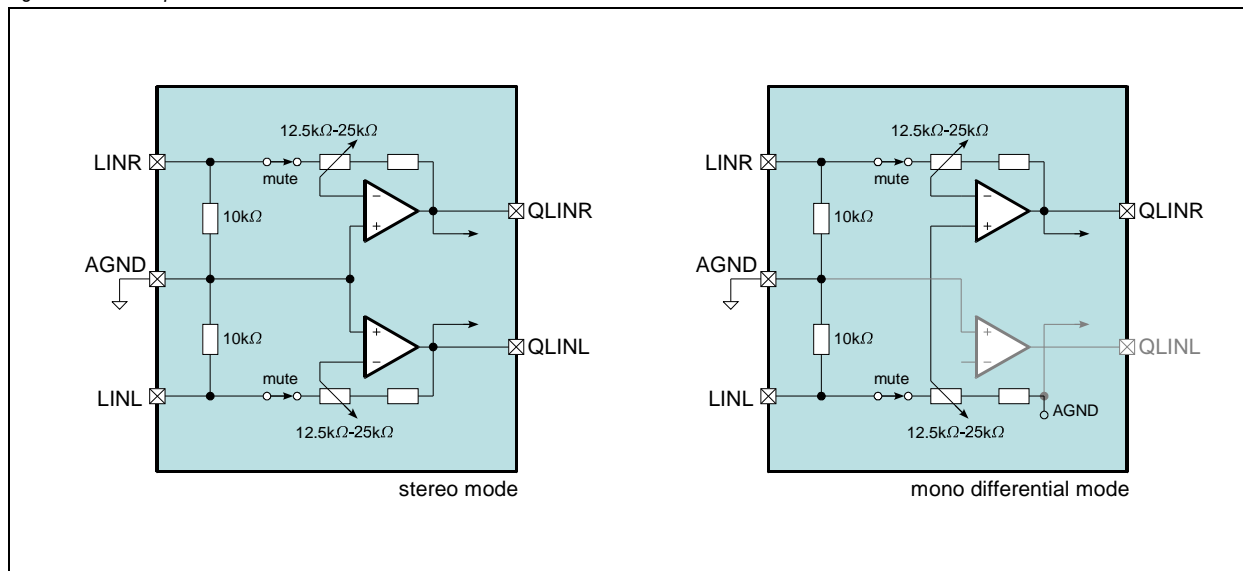 12.5kΩ-25kΩ
LINR
mute
10kΩ
QLINR
AGND
10kΩ
QLINL
mute
LINL
12.5kΩ-25kΩ
stereo mode
12.5kΩ-25kΩ
LINR
mute
10kΩ
QLINR
AGND
10kΩ
QLINL
mute
LINL
AGND
12.5kΩ-25kΩ
mono differential mode